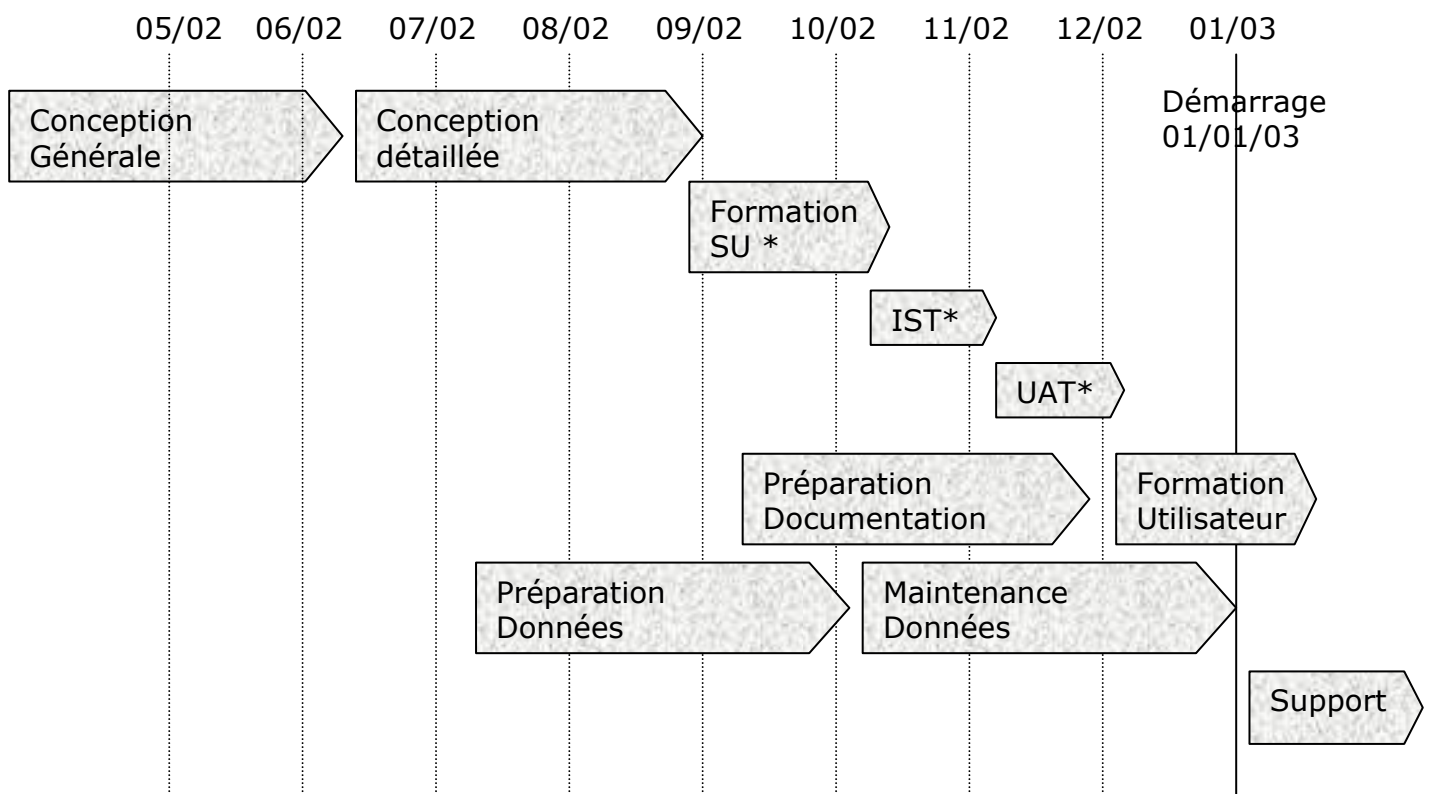 05/02 06/02 07/02 08/02 09/02 10/02 11/02 12/02 01/03
Démarrage
01/01/03
Conception
Générale
Conception
détaillée
Formation
SU *
IST*
UAT*
Préparation
Documentation
Formation
Utilisateur
Préparation
Données
Maintenance
Données
Support